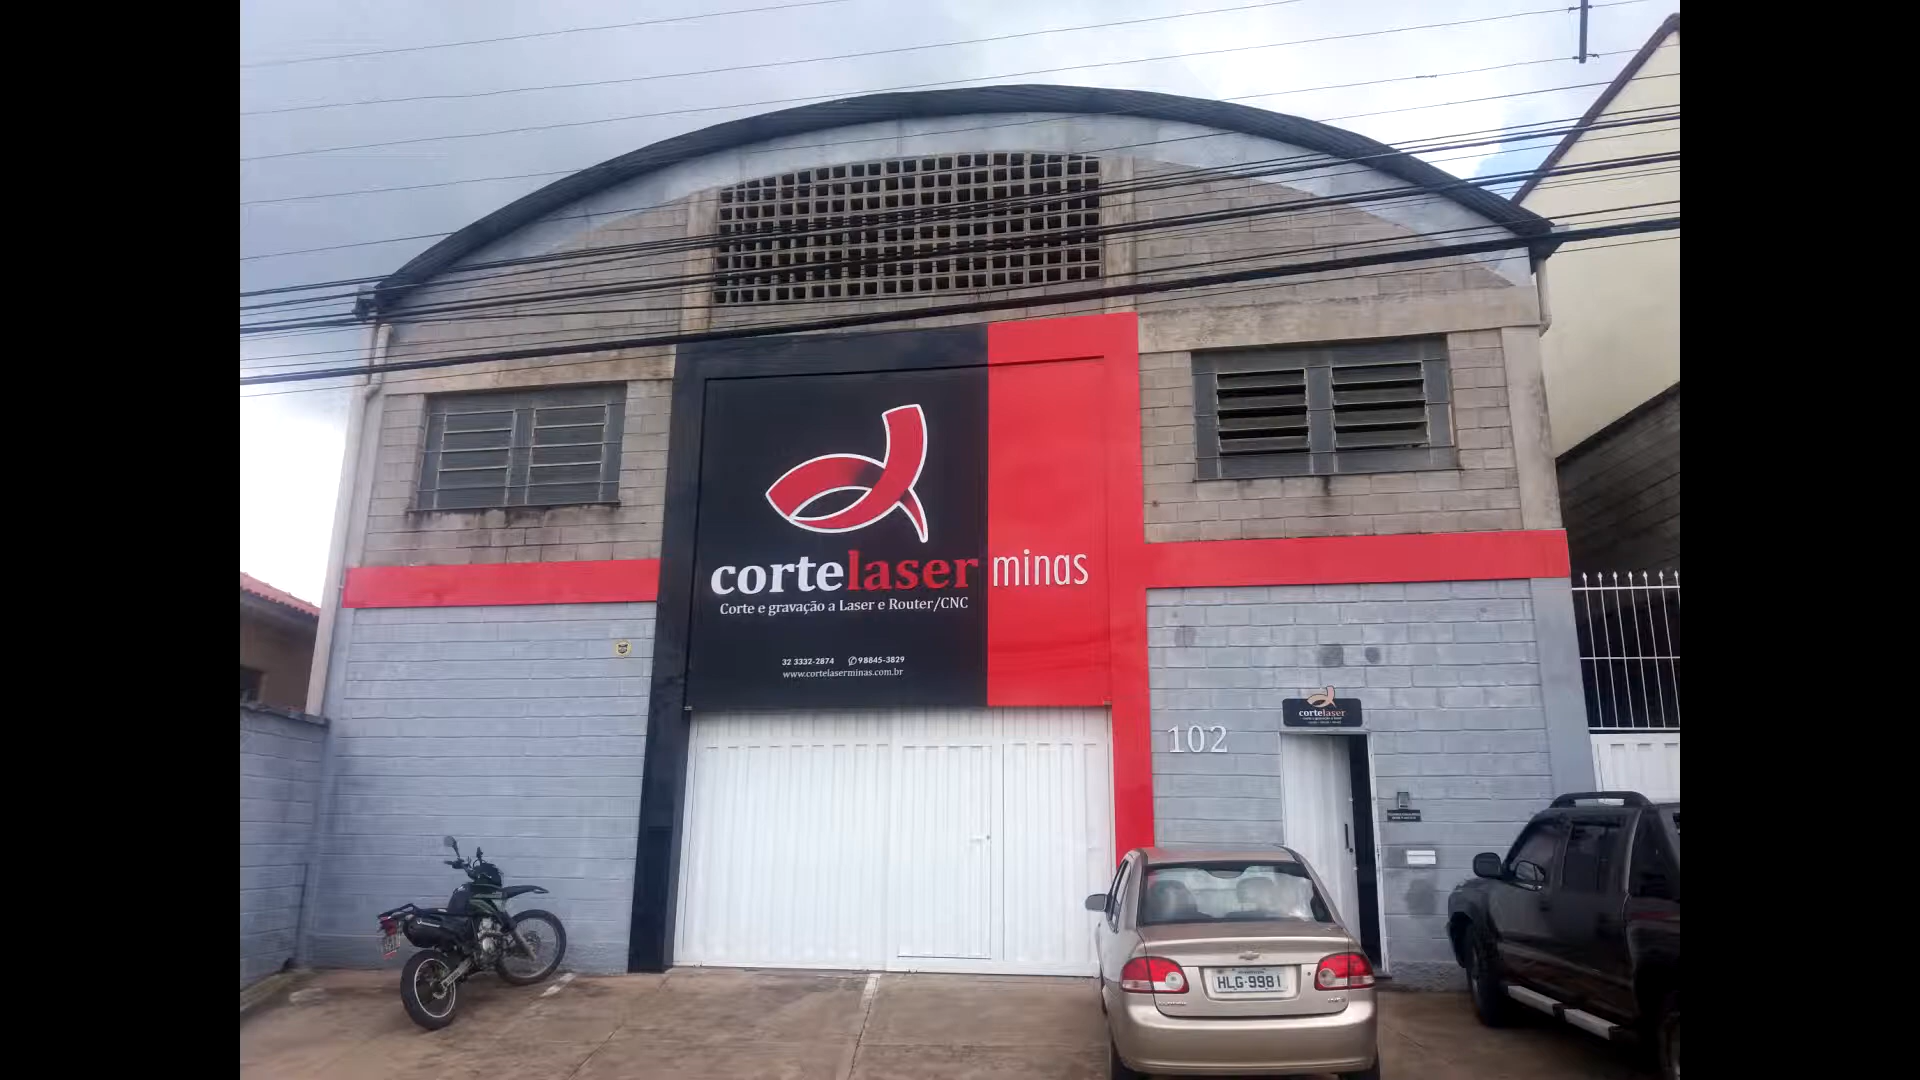 cortelaser minas
Corte e gravação a Laser e Router/CNC
32 3332-2874 98845-3829
www.cortelaserminas.com.br
102
cortelaser
HLG-9981